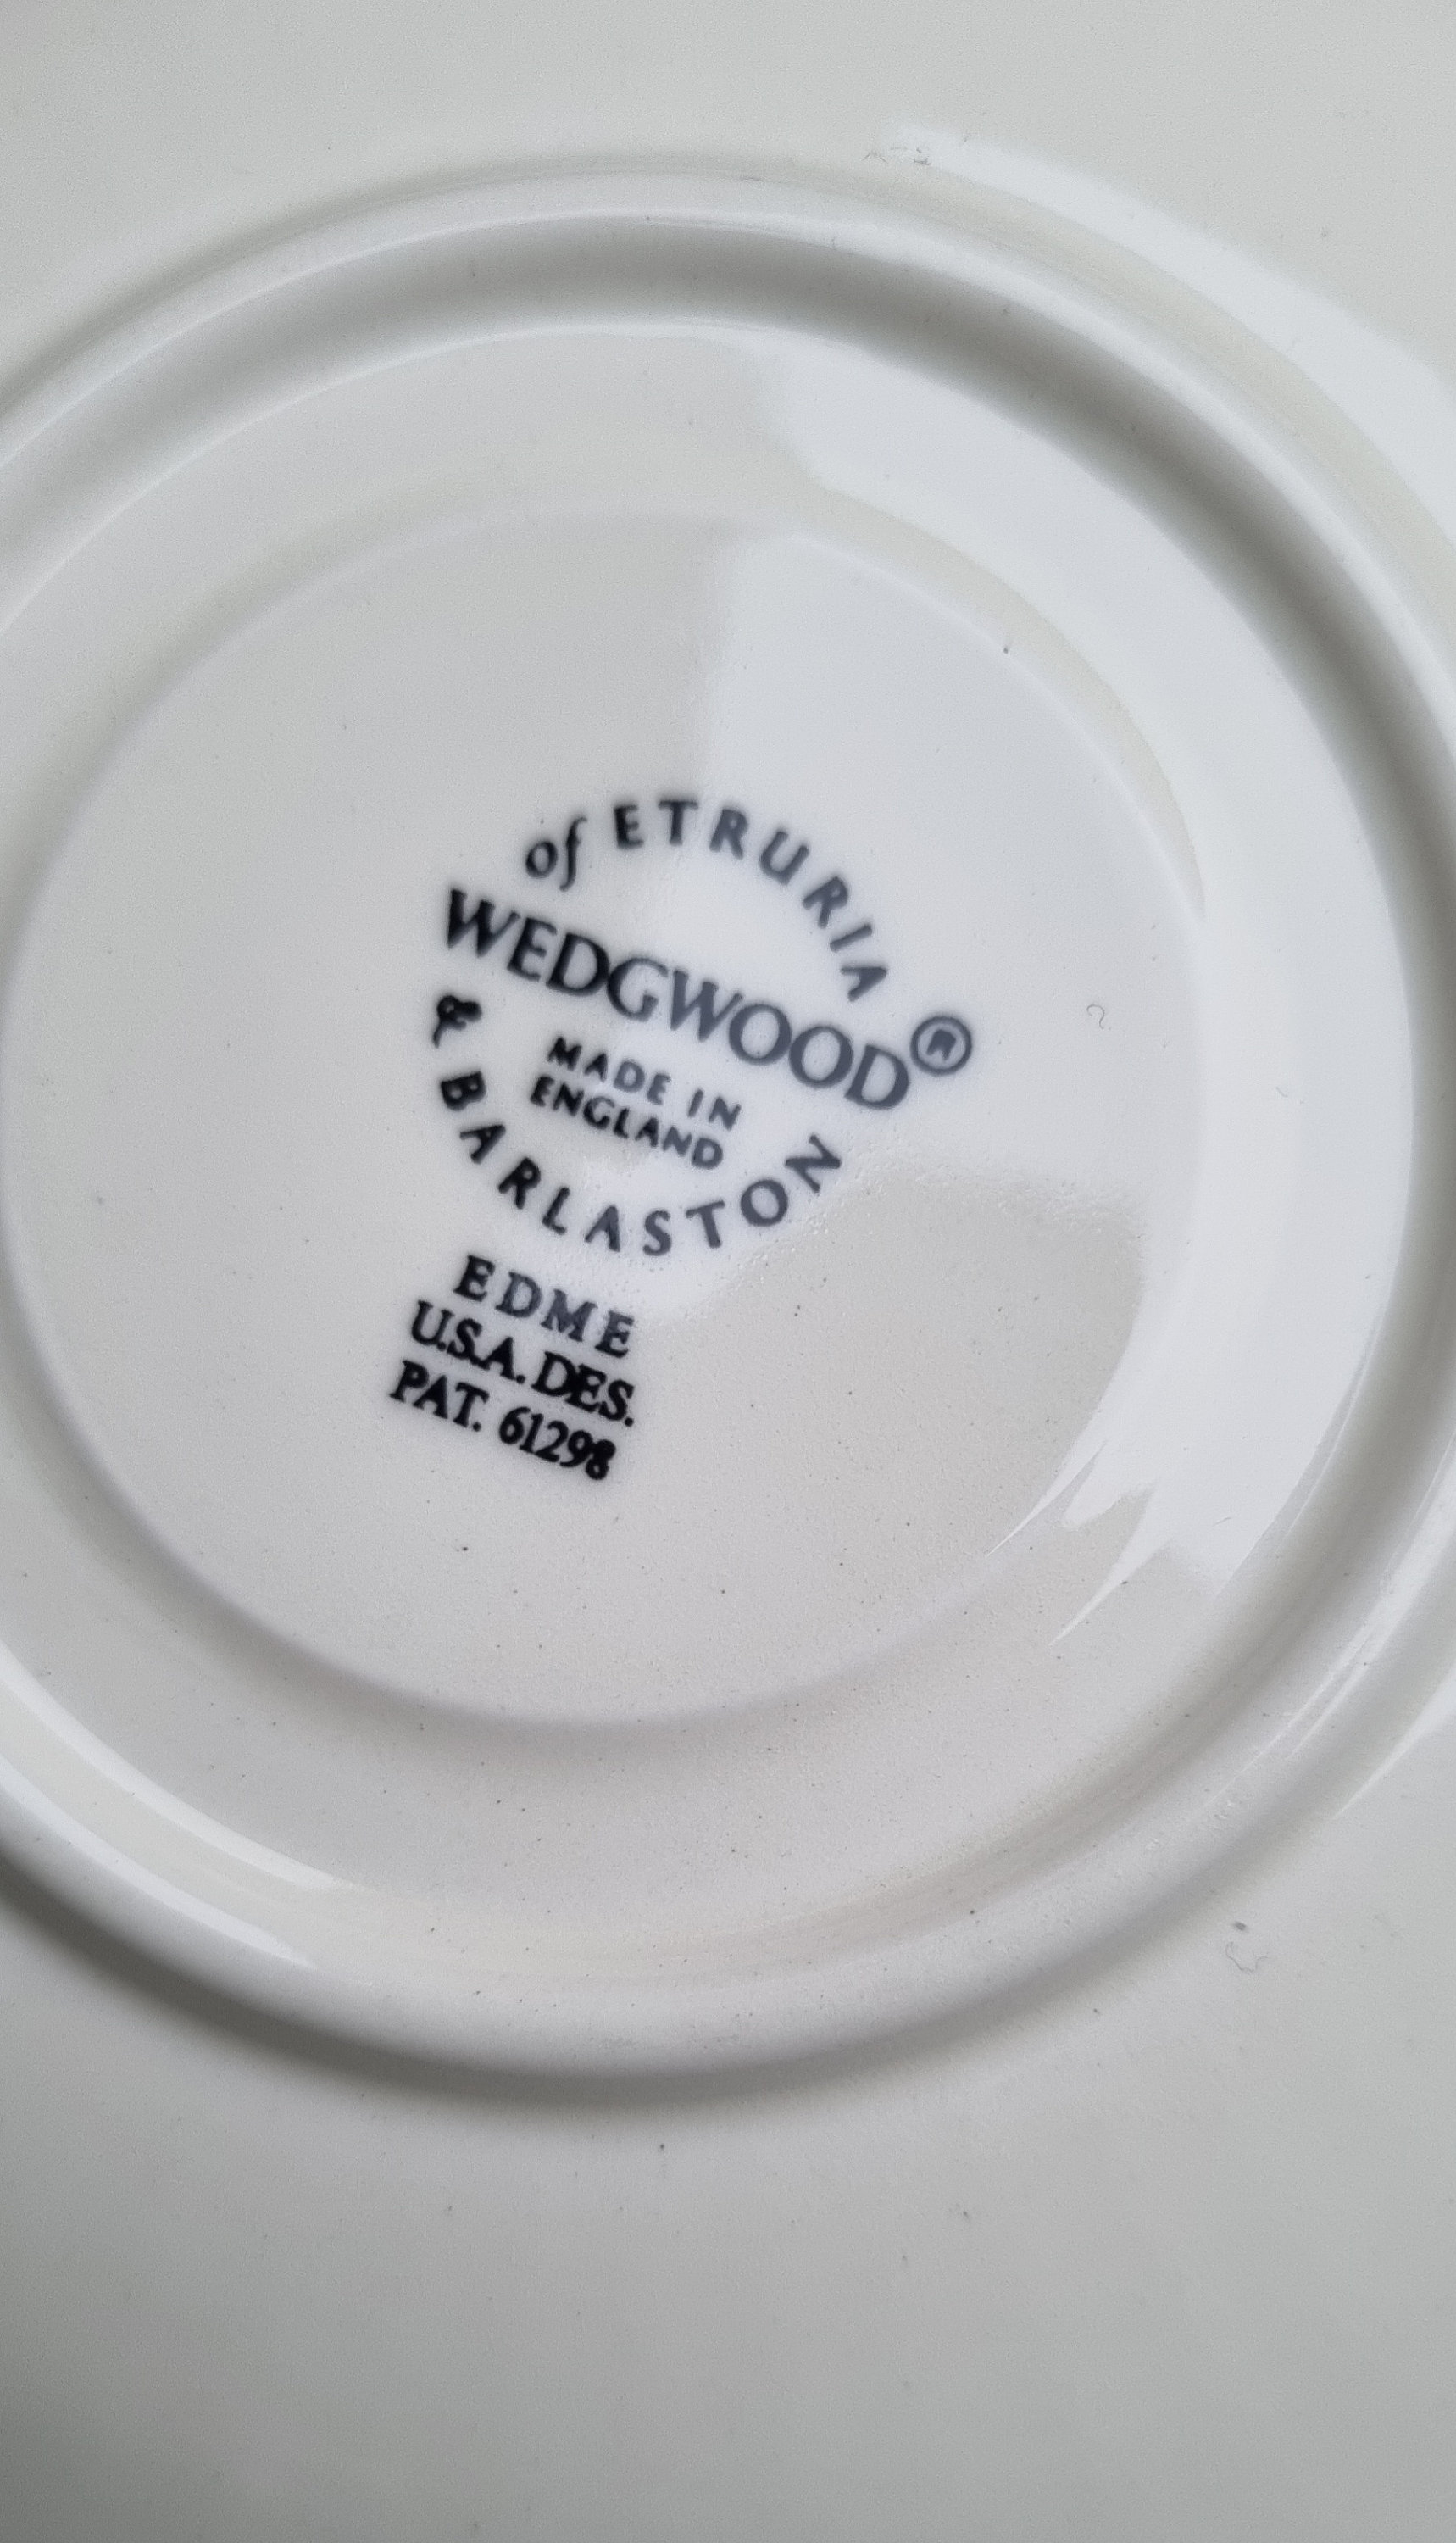 of ETRURIA
WEDGWOOD®
MADE IN
ENGLAND
& BARLASTON
EDME
U.S.A. DES.
PAT. 61298